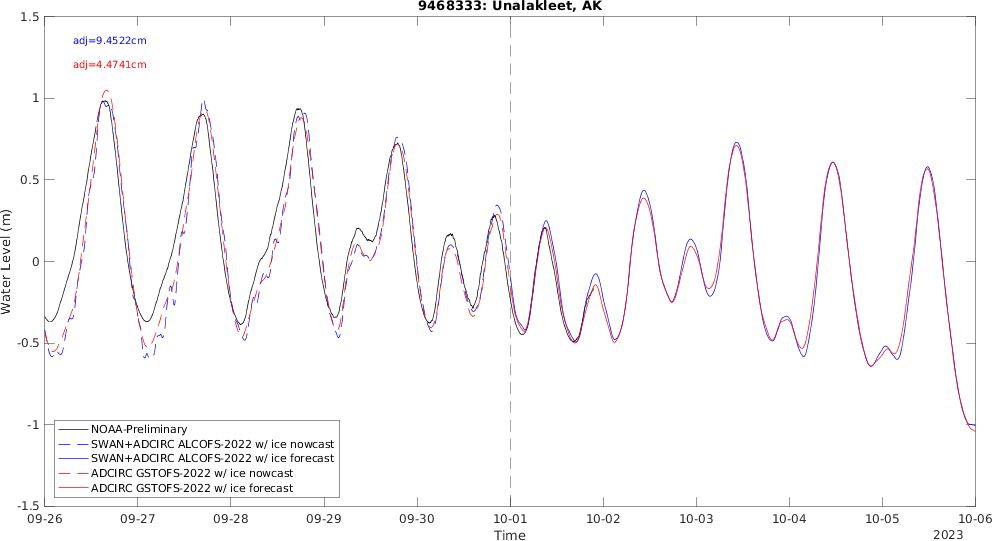 9468333: Unalakleet, AK
1.5
adj=9.4522cm
adj=4.4741cm
1
0.5
0
-0.5
-1
-1.5
Water Level (m)
NOAA-Preliminary
SWAN+ADCIRC ALCOFS-2022 w/ ice nowcast
SWAN+ADCIRC ALCOFS-2022 w/ ice forecast
ADCIRC GSTOFS-2022 w/ ice nowcast
ADCIRC GSTOFS-2022 w/ ice forecast
09-26 09-27 09-28 09-29 09-30 10-01 10-02 10-03 10-04 10-05 10-06
Time
2023